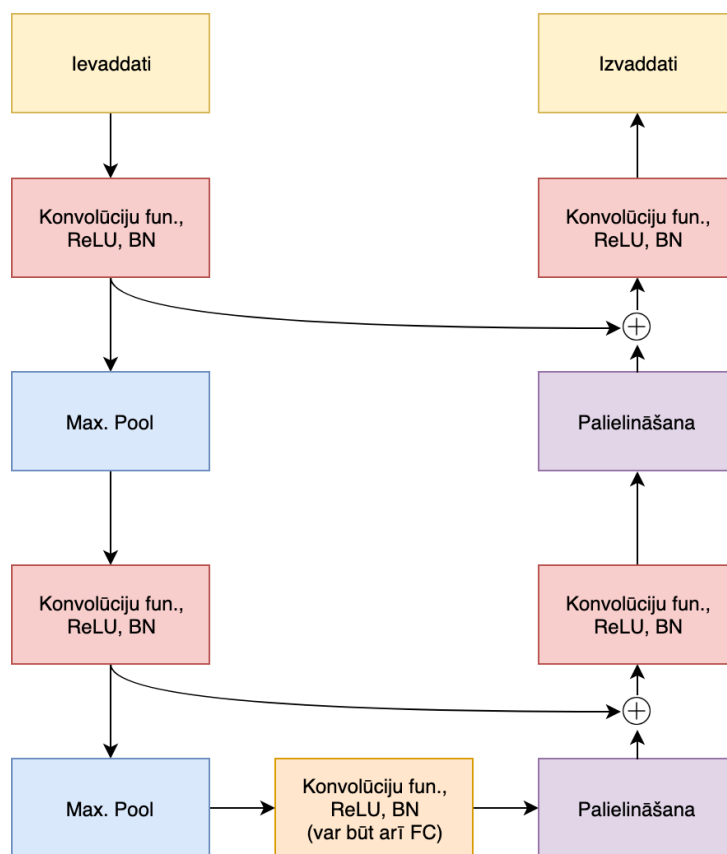 Ievaddati
Izvaddati
Konvolūciju fun.,
ReLU, BN
Konvolūciju fun.,
ReLU, BN
Max. Pool
Palielināšana
Konvolūciju fun.,
ReLU, BN
Konvolūciju fun.,
ReLU, BN
Max. Pool
Konvolūciju fun.,
ReLU, BN
(var būt arī FC)
Palielināšana